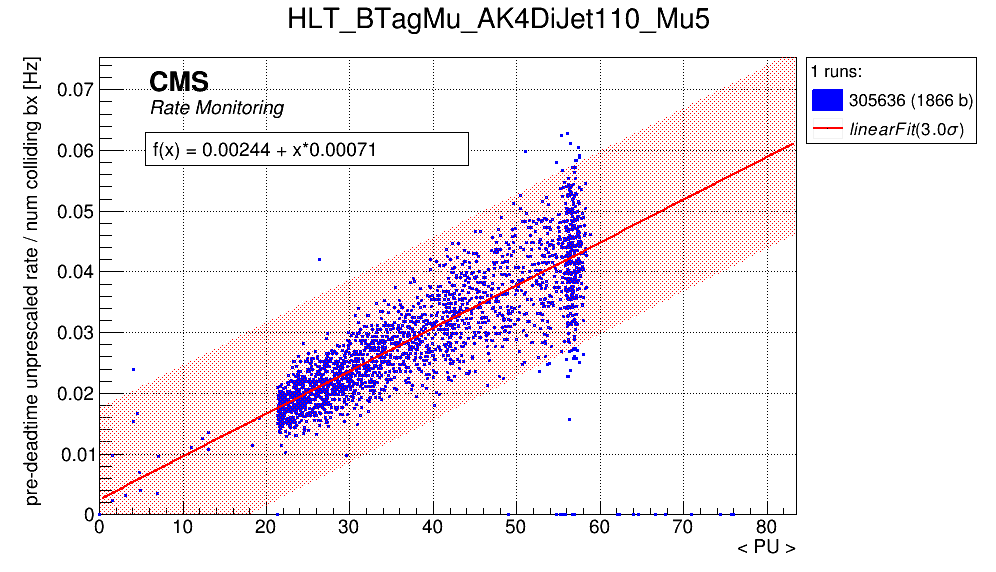 HLT_BTagMu_AK4DiJet110_Mu5
pre-deadtime unprescaled rate / num colliding bx [Hz]
CMS
Rate Monitoring
f(x) = 0.00244 + x*0.00071
0.07
0.06
0.05
0.04
0.03
0.02
0.01
0
0 10 20 30 40 50 60 70 80
< PU >
1 runs:
305636 (1866 b)
linearFit(3.0σ)